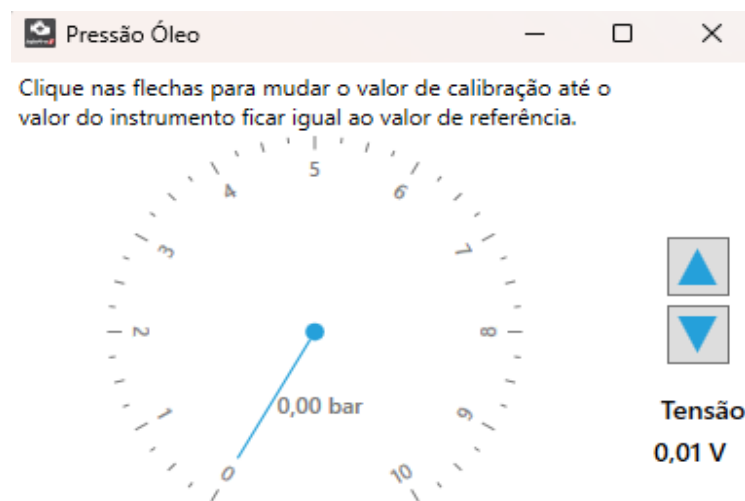 Pressão Óleo
Clique nas flechas para mudar o valor de calibração até o
valor do instrumento ficar igual ao valor de referência.
5
4
6
3
7
2
8
0,00 bar
1
9
Tensão
0,01 V
0
10